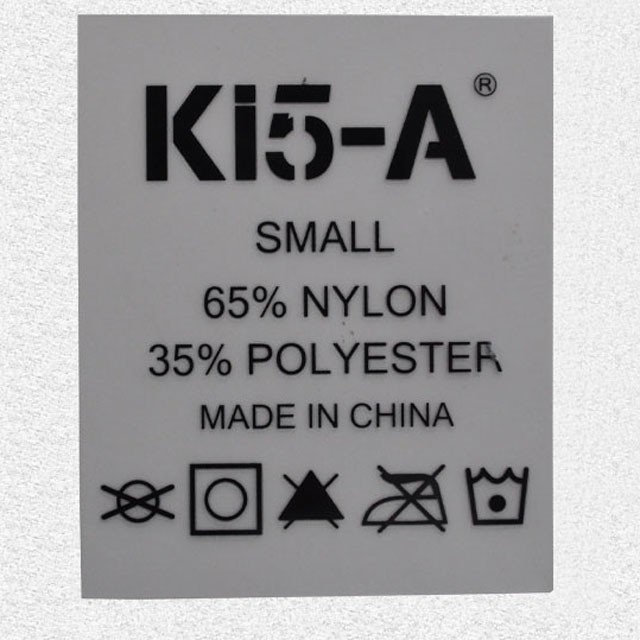 Ki5-A®
SMALL
65% NYLON
35% POLYESTER
MADE IN CHINA